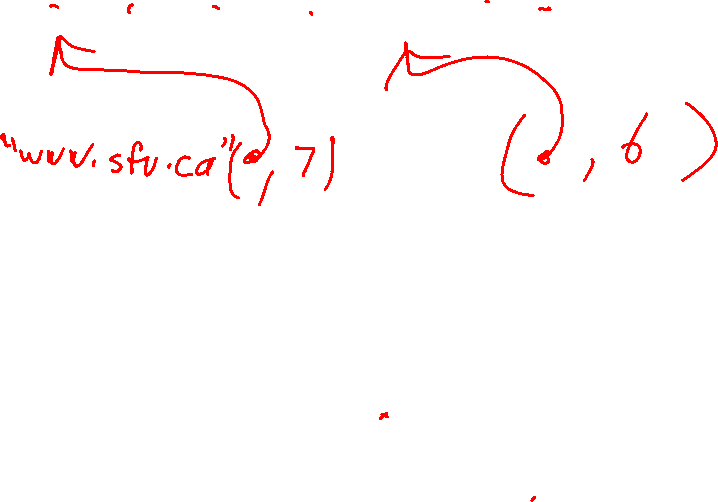 "www.sfu.ca" ( , 7) ( , 6)